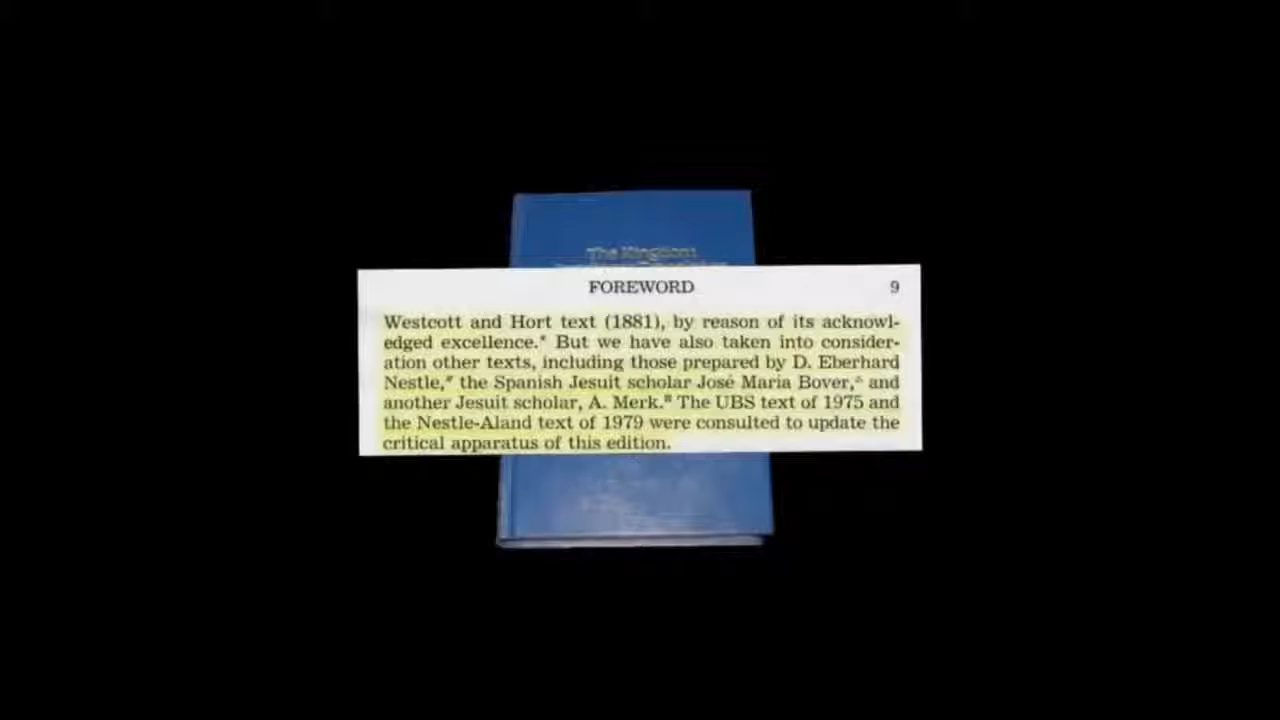 The Kingdom
FOREWORD 9
Westcott and Hort text (1881), by reason of its acknowl-
edged excellence.* But we have also taken into consider-
ation other texts, including those prepared by D. Eberhard
Nestle,# the Spanish Jesuit scholar José Maria Bover,△ and
another Jesuit scholar, A. Merk. The UBS text of 1975 and
the Nestle-Aland text of 1979 were consulted to update the
critical apparatus of this edition.